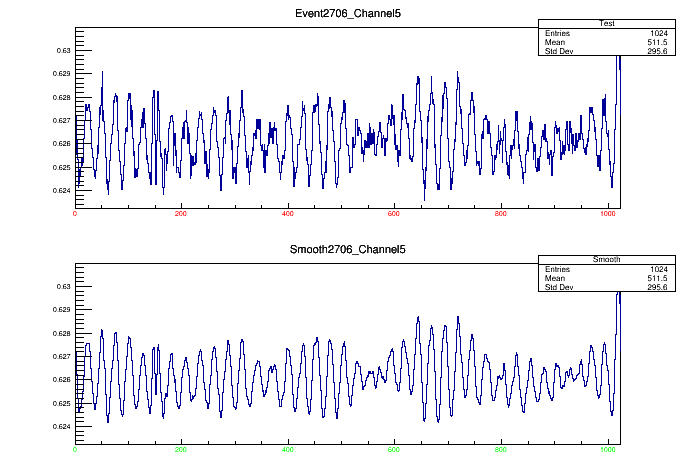 Event2706_Channel5
Test
Entries 1024
Mean 511.5
Std Dev 295.6
0.63
0.629
0.628
0.627
0.626
0.625
0.624
0 200 400 600 800 1000
Smooth2706_Channel5
Smooth
Entries 1024
Mean 511.5
Std Dev 295.6
0.63
0.629
0.628
0.627
0.626
0.625
0.624
0 200 400 600 800 1000